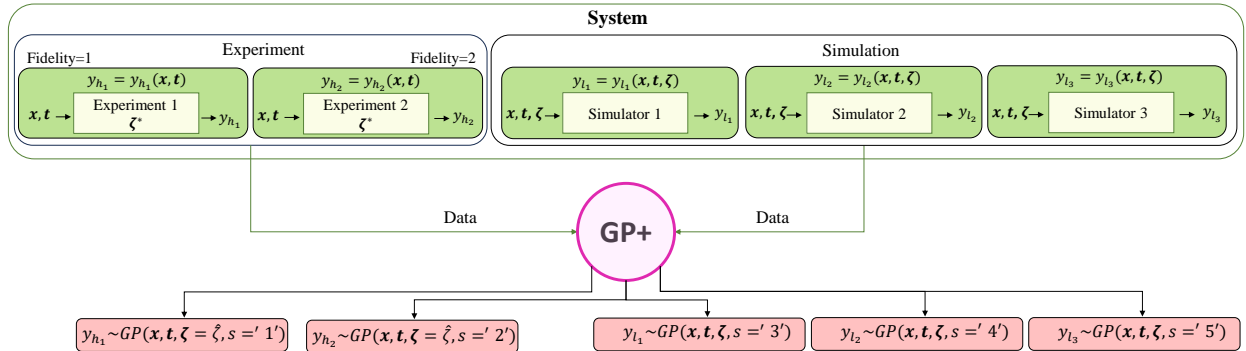 System
Experiment
Simulation
Fidelity=1
Fidelity=2
y_{h_1} = y_{h_1}(x, t)
x, t → Experiment 1 → y_{h_1}
ζ*
y_{h_2} = y_{h_2}(x, t)
x, t → Experiment 2 → y_{h_2}
ζ*
y_{l_1} = y_{l_1}(x, t, ζ)
x, t, ζ → Simulator 1 → y_{l_1}
y_{l_2} = y_{l_2}(x, t, ζ)
x, t, ζ → Simulator 2 → y_{l_2}
y_{l_3} = y_{l_3}(x, t, ζ)
x, t, ζ → Simulator 3 → y_{l_3}
Data
Data
GP+
y_{h_1}~GP(x, t, ζ = ζ̂, s =' 1')
y_{h_2}~GP(x, t, ζ = ζ̂, s =' 2')
y_{l_1}~GP(x, t, ζ, s =' 3')
y_{l_2}~GP(x, t, ζ, s =' 4')
y_{l_3}~GP(x, t, ζ, s =' 5')